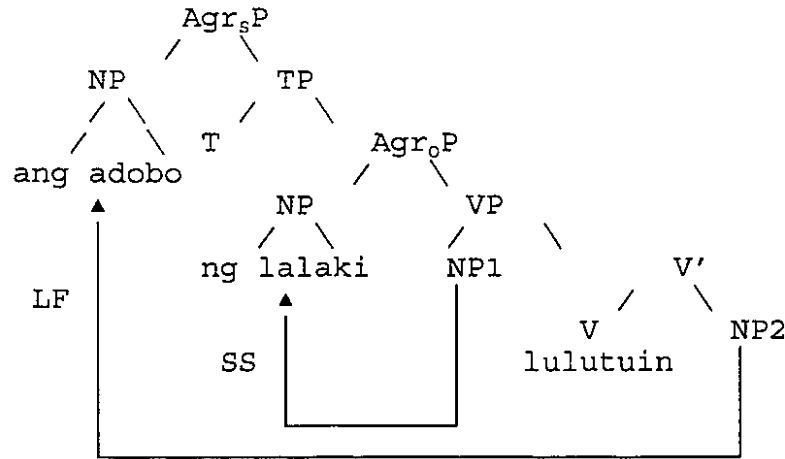 AgrsP
NP TP
T AgroP
ang adobo
NP VP
ng lalaki NP1 V'
LF
V NP2
SS lulutuin